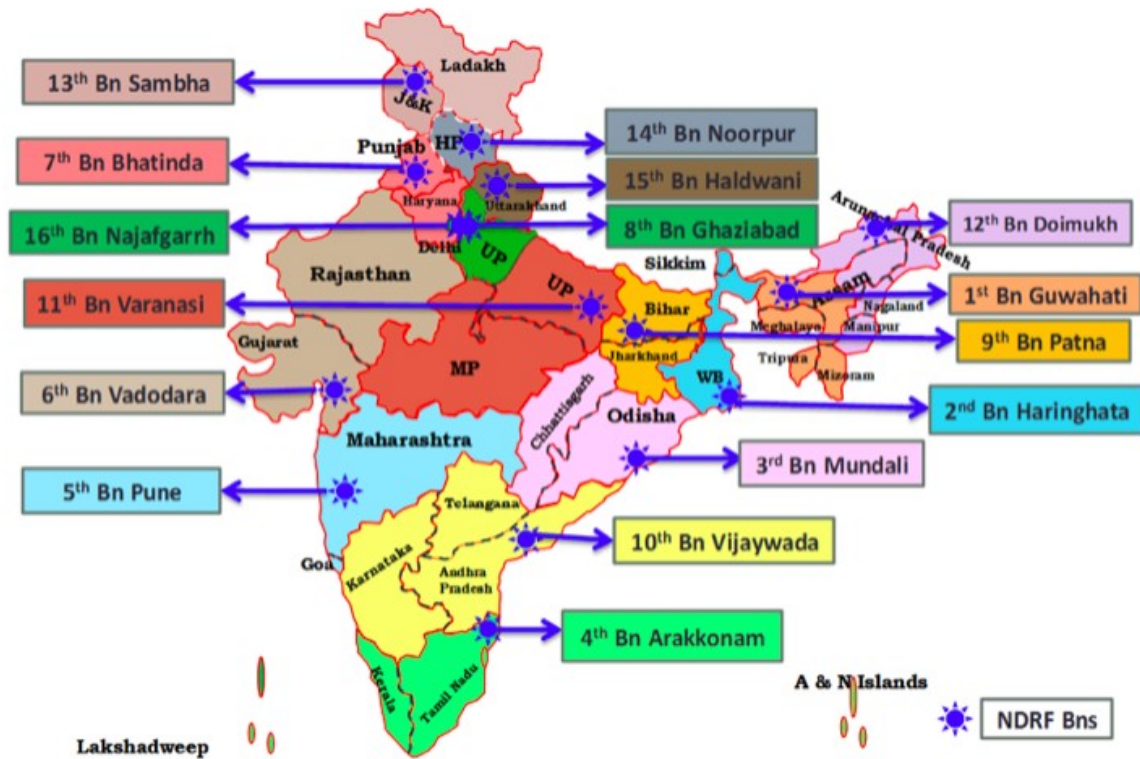 Ladakh
13th Bn Sambha
J&K
14th Bn Noorpur
HP
Punjab
7th Bn Bhatinda
15th Bn Haldwani
Haryana
Uttarakhand
Arunachal Pradesh
12th Bn Doimukh
16th Bn Najafgarrh
Delhi
8th Bn Ghaziabad
UP
Sikkim
Rajasthan
11th Bn Varanasi
UP
Bihar
Assam
1st Bn Guwahati
Nagaland
Meghalaya
Manipur
9th Bn Patna
Gujarat
Jharkhand
Tripura
Mizoram
MP
WB
6th Bn Vadodara
Chhattisgarh
Odisha
2nd Bn Haringhata
Maharashtra
3rd Bn Mundali
5th Bn Pune
Telangana
10th Bn Vijaywada
Goa
Karnataka
Andhra
Pradesh
4th Bn Arakkonam
Kerala
Tamil Nadu
A & N Islands
NDRF Bns
Lakshadweep